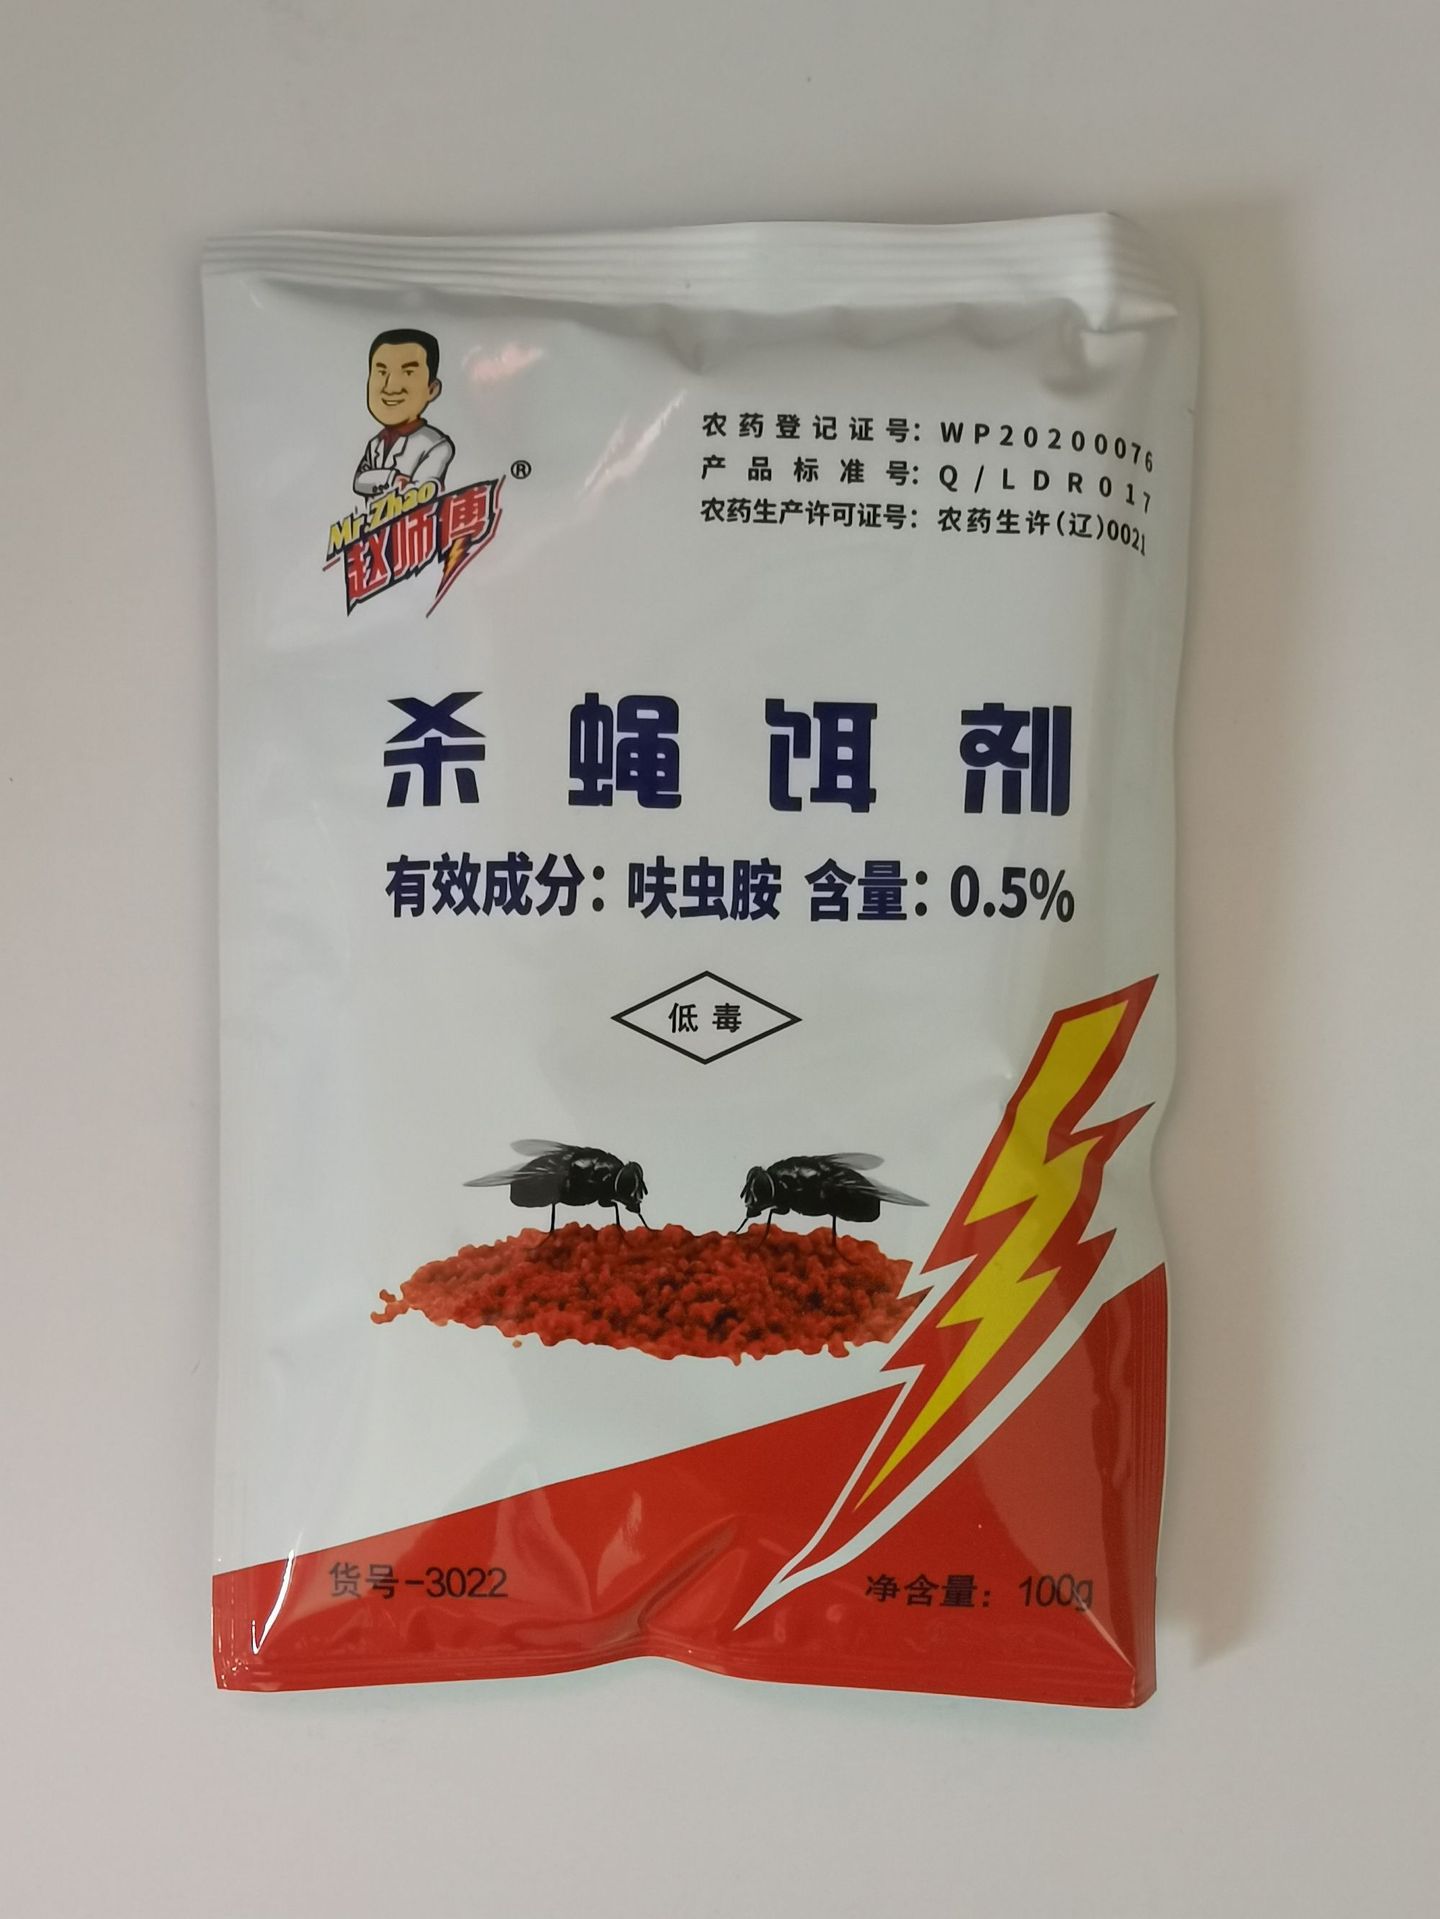 Mr.Zhao
赵师傅®
农药登记证号：WP20200076
产品标准号：Q/LDR017
农药生产许可证号：农药生许(辽)0021
杀蝇饵剂
有效成分：呋虫胺 含量：0.5%
低毒
货号-3022
净含量：100g